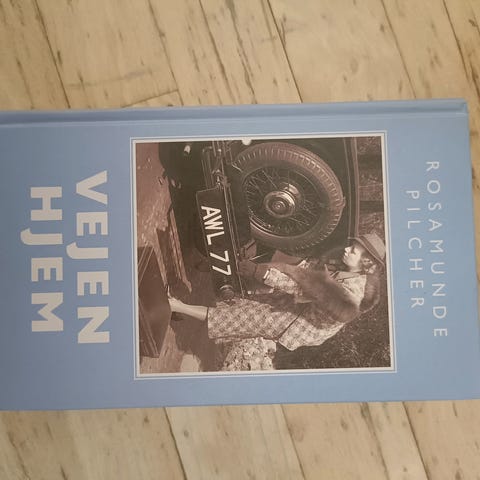 ROSAMUNDE
PILCHER
AWL 77
VEJEN
HJEM